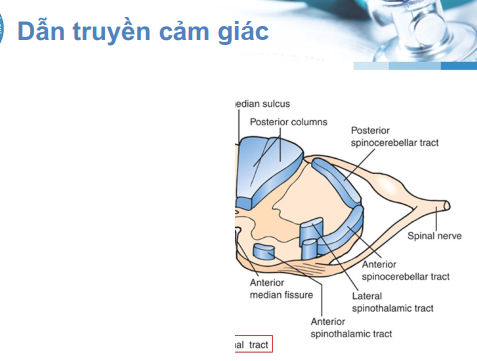 Dẫn truyền cảm giác
edian sulcus
Posterior columns
Posterior
spinocerebellar tract
Spinal nerve
Anterior
spinocerebellar tract
Anterior
median fissure
Lateral
spinothalamic tract
Anterior
spinothalamic tract
al tract